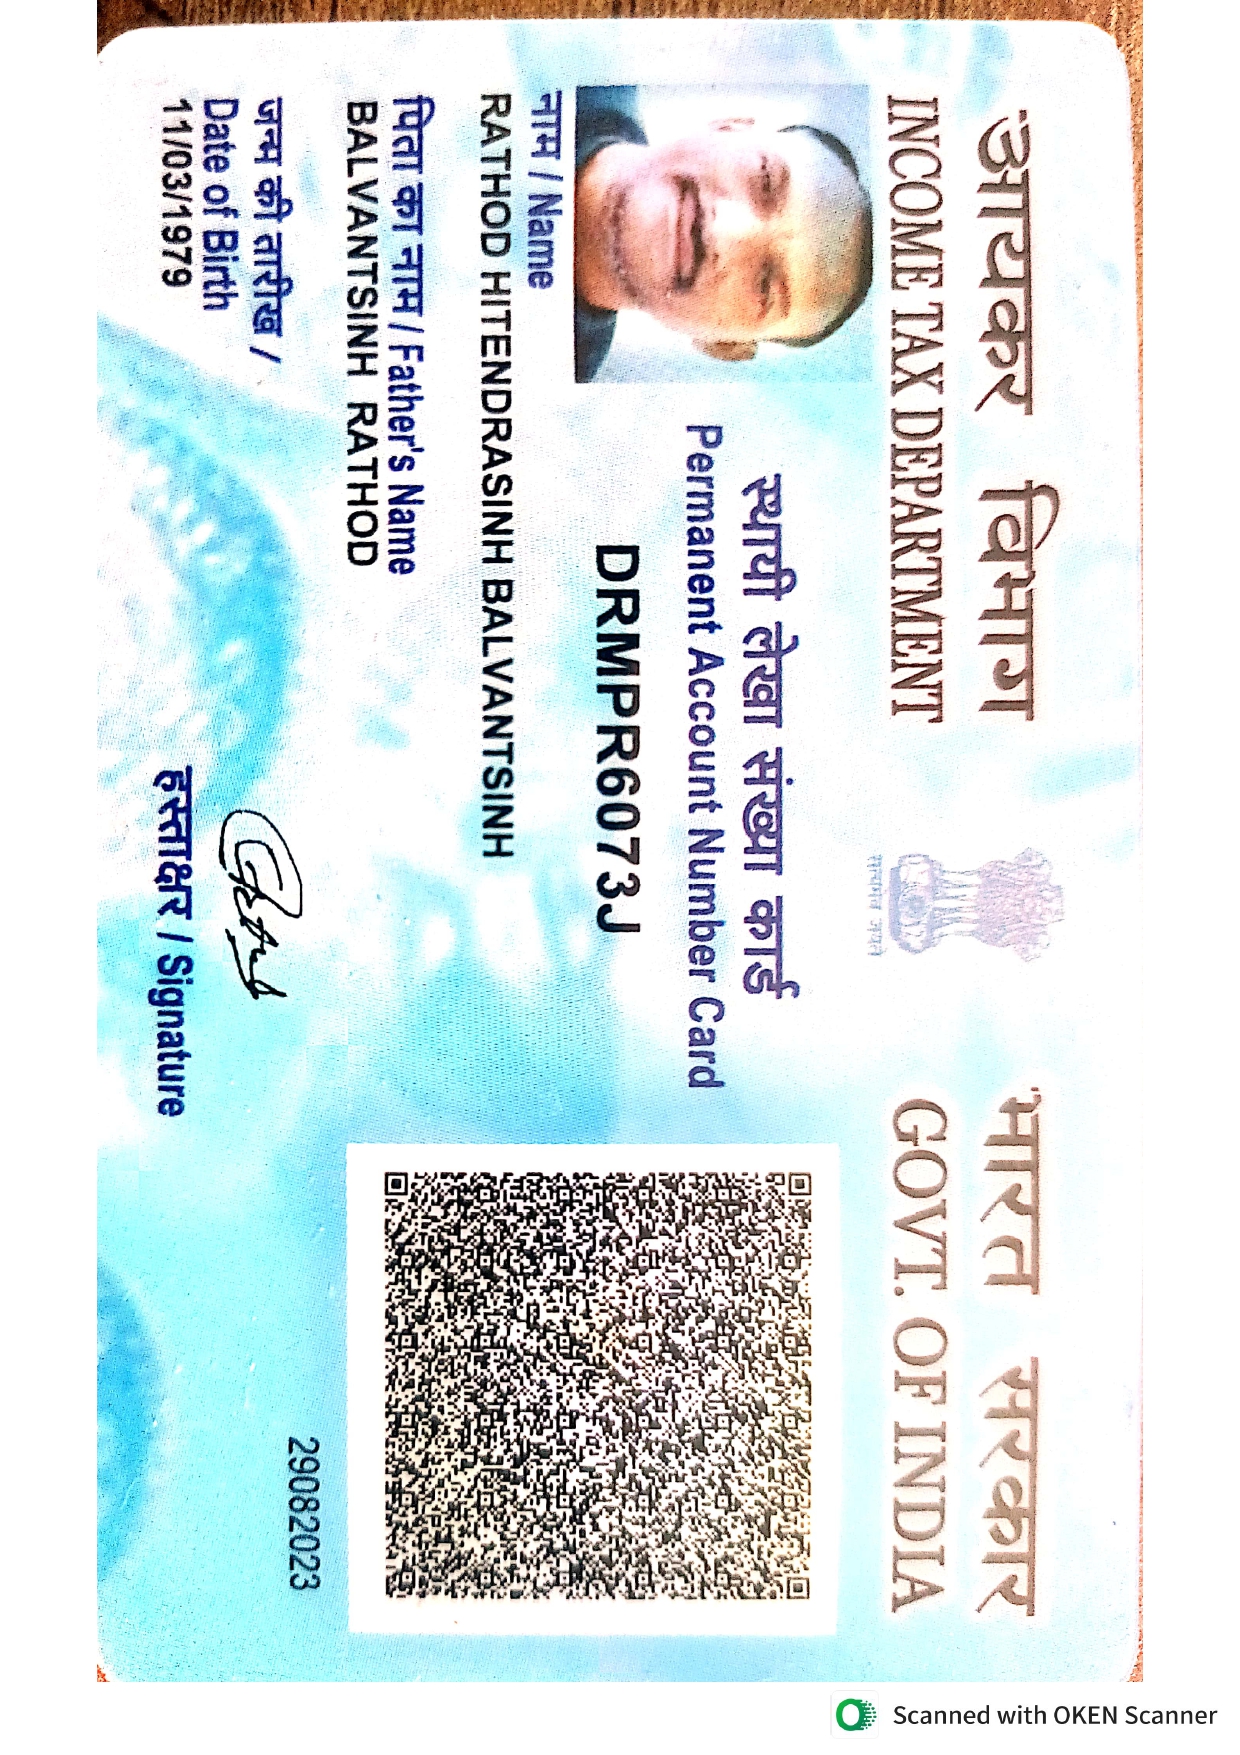 आयकर विभाग
INCOME TAX DEPARTMENT
सत्यमेव जयते
भारत सरकार
GOVT. OF INDIA
स्थायी लेखा संख्या कार्ड
Permanent Account Number Card
DRMPR6073J
नाम / Name
RATHOD HITENDRASINH BALVANTSINH
पिता का नाम / Father's Name
BALVANTSINH RATHOD
जन्म की तारीख /
Date of Birth
11/03/1979
हस्ताक्षर / Signature
29082023
Scanned with OKEN Scanner